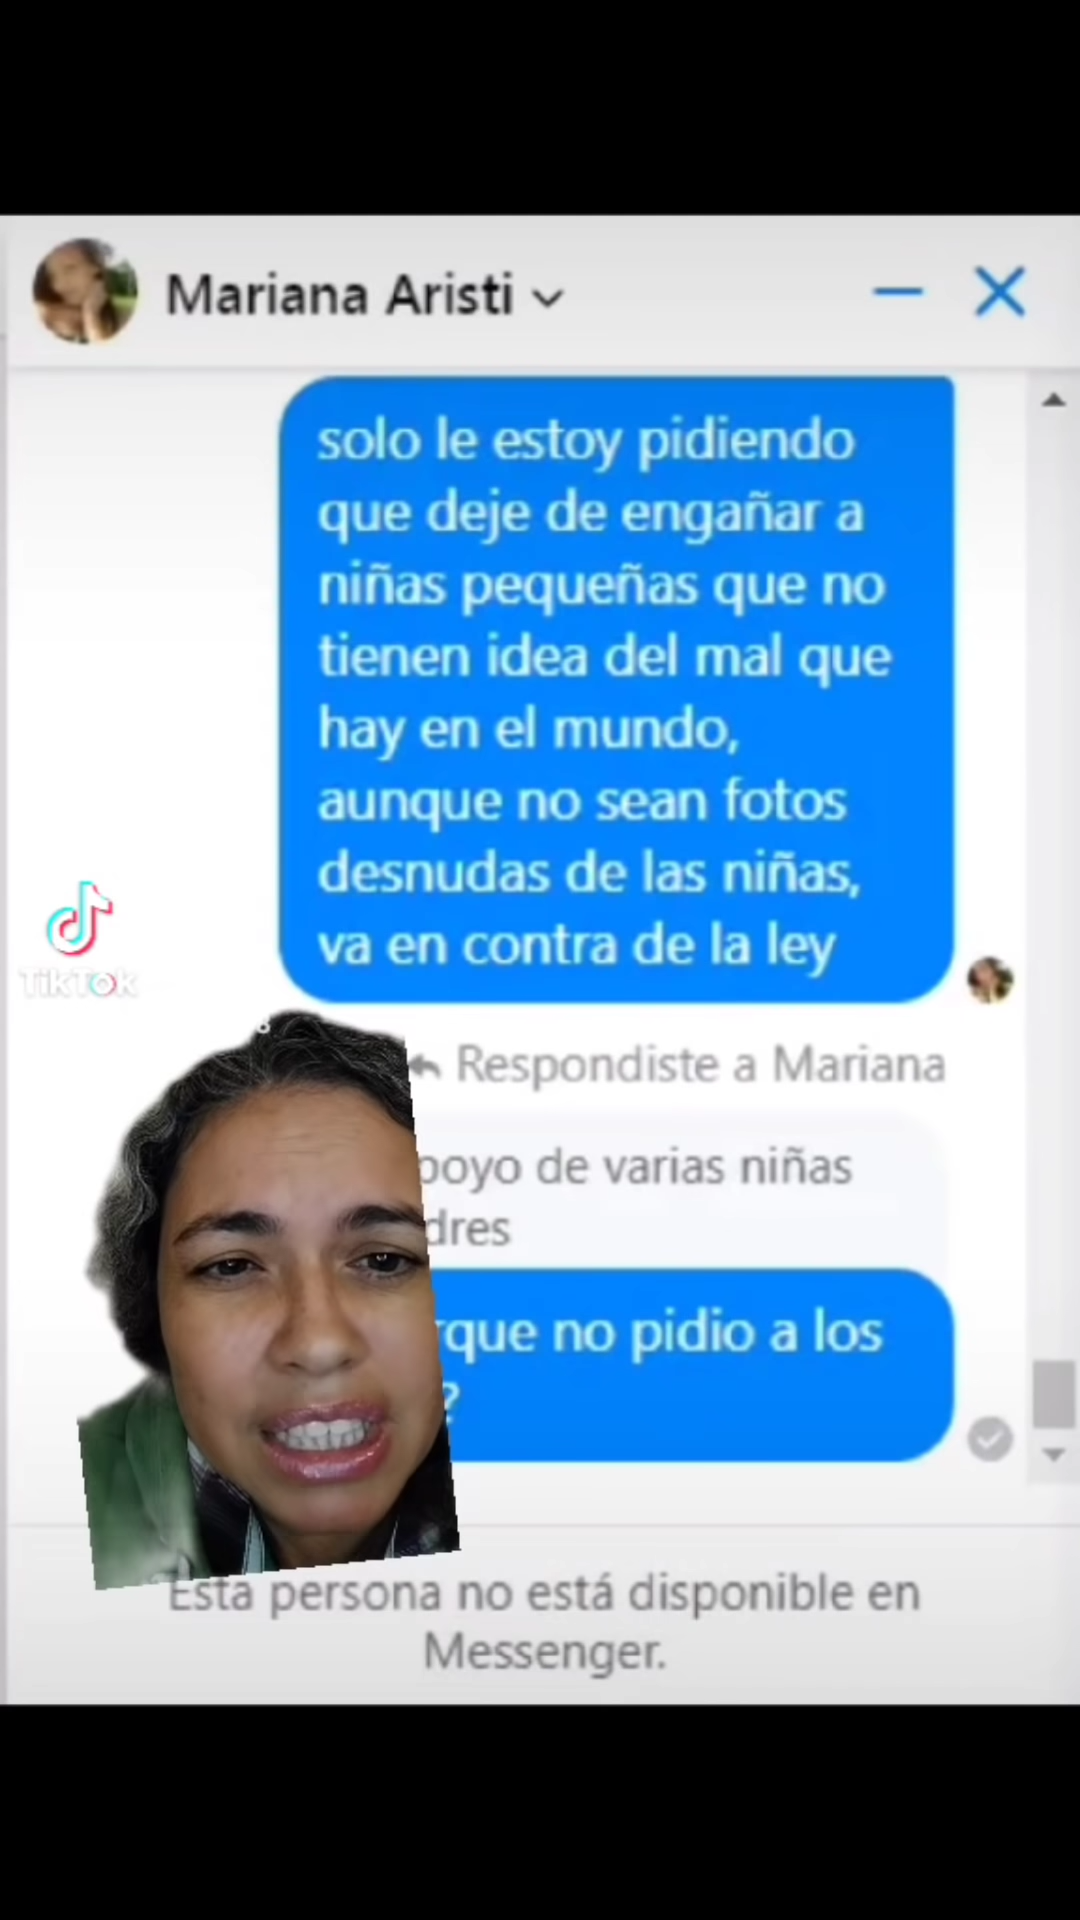 Mariana Aristi
solo le estoy pidiendo
que deje de engañar a
niñas pequeñas que no
tienen idea del mal que
hay en el mundo,
aunque no sean fotos
desnudas de las niñas,
va en contra de la ley
TikTok
Respondiste a Mariana
poyo de varias niñas
dres
rque no pidio a los
?
Esta persona no está disponible en
Messenger.